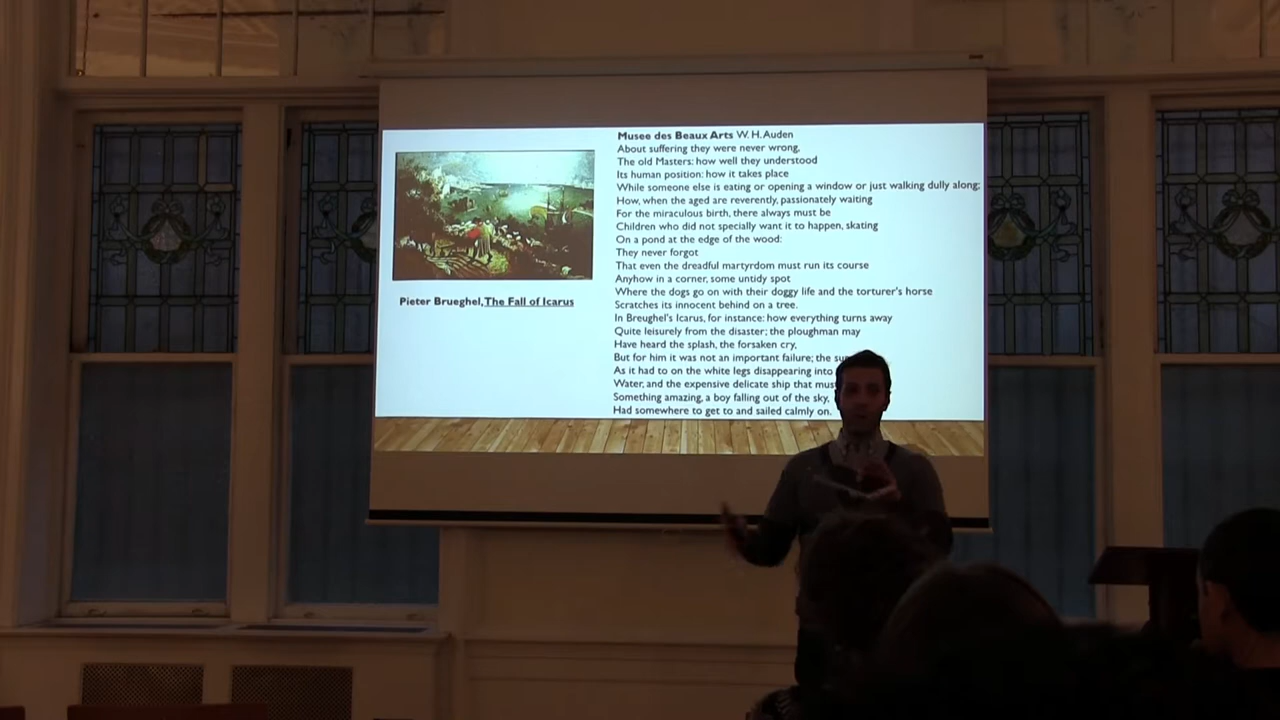 Musee des Beaux Arts W. H. Auden
About suffering they were never wrong,
The old Masters: how well they understood
Its human position: how it takes place
While someone else is eating or opening a window or just walking dully along;
How, when the aged are reverently, passionately waiting
For the miraculous birth, there always must be
Children who did not specially want it to happen, skating
On a pond at the edge of the wood:
They never forgot
That even the dreadful martyrdom must run its course
Anyhow in a corner, some untidy spot
Where the dogs go on with their doggy life and the torturer's horse
Scratches its innocent behind on a tree.
In Breughel's Icarus, for instance: how everything turns away
Quite leisurely from the disaster; the ploughman may
Have heard the splash, the forsaken cry,
But for him it was not an important failure; the
As it had to on the white legs disappearing into
Water, and the expensive delicate ship that
Something amazing, a boy falling out of the sky,
Had somewhere to get to and sailed calmly on.
Pieter Brueghel, The Fall of Icarus